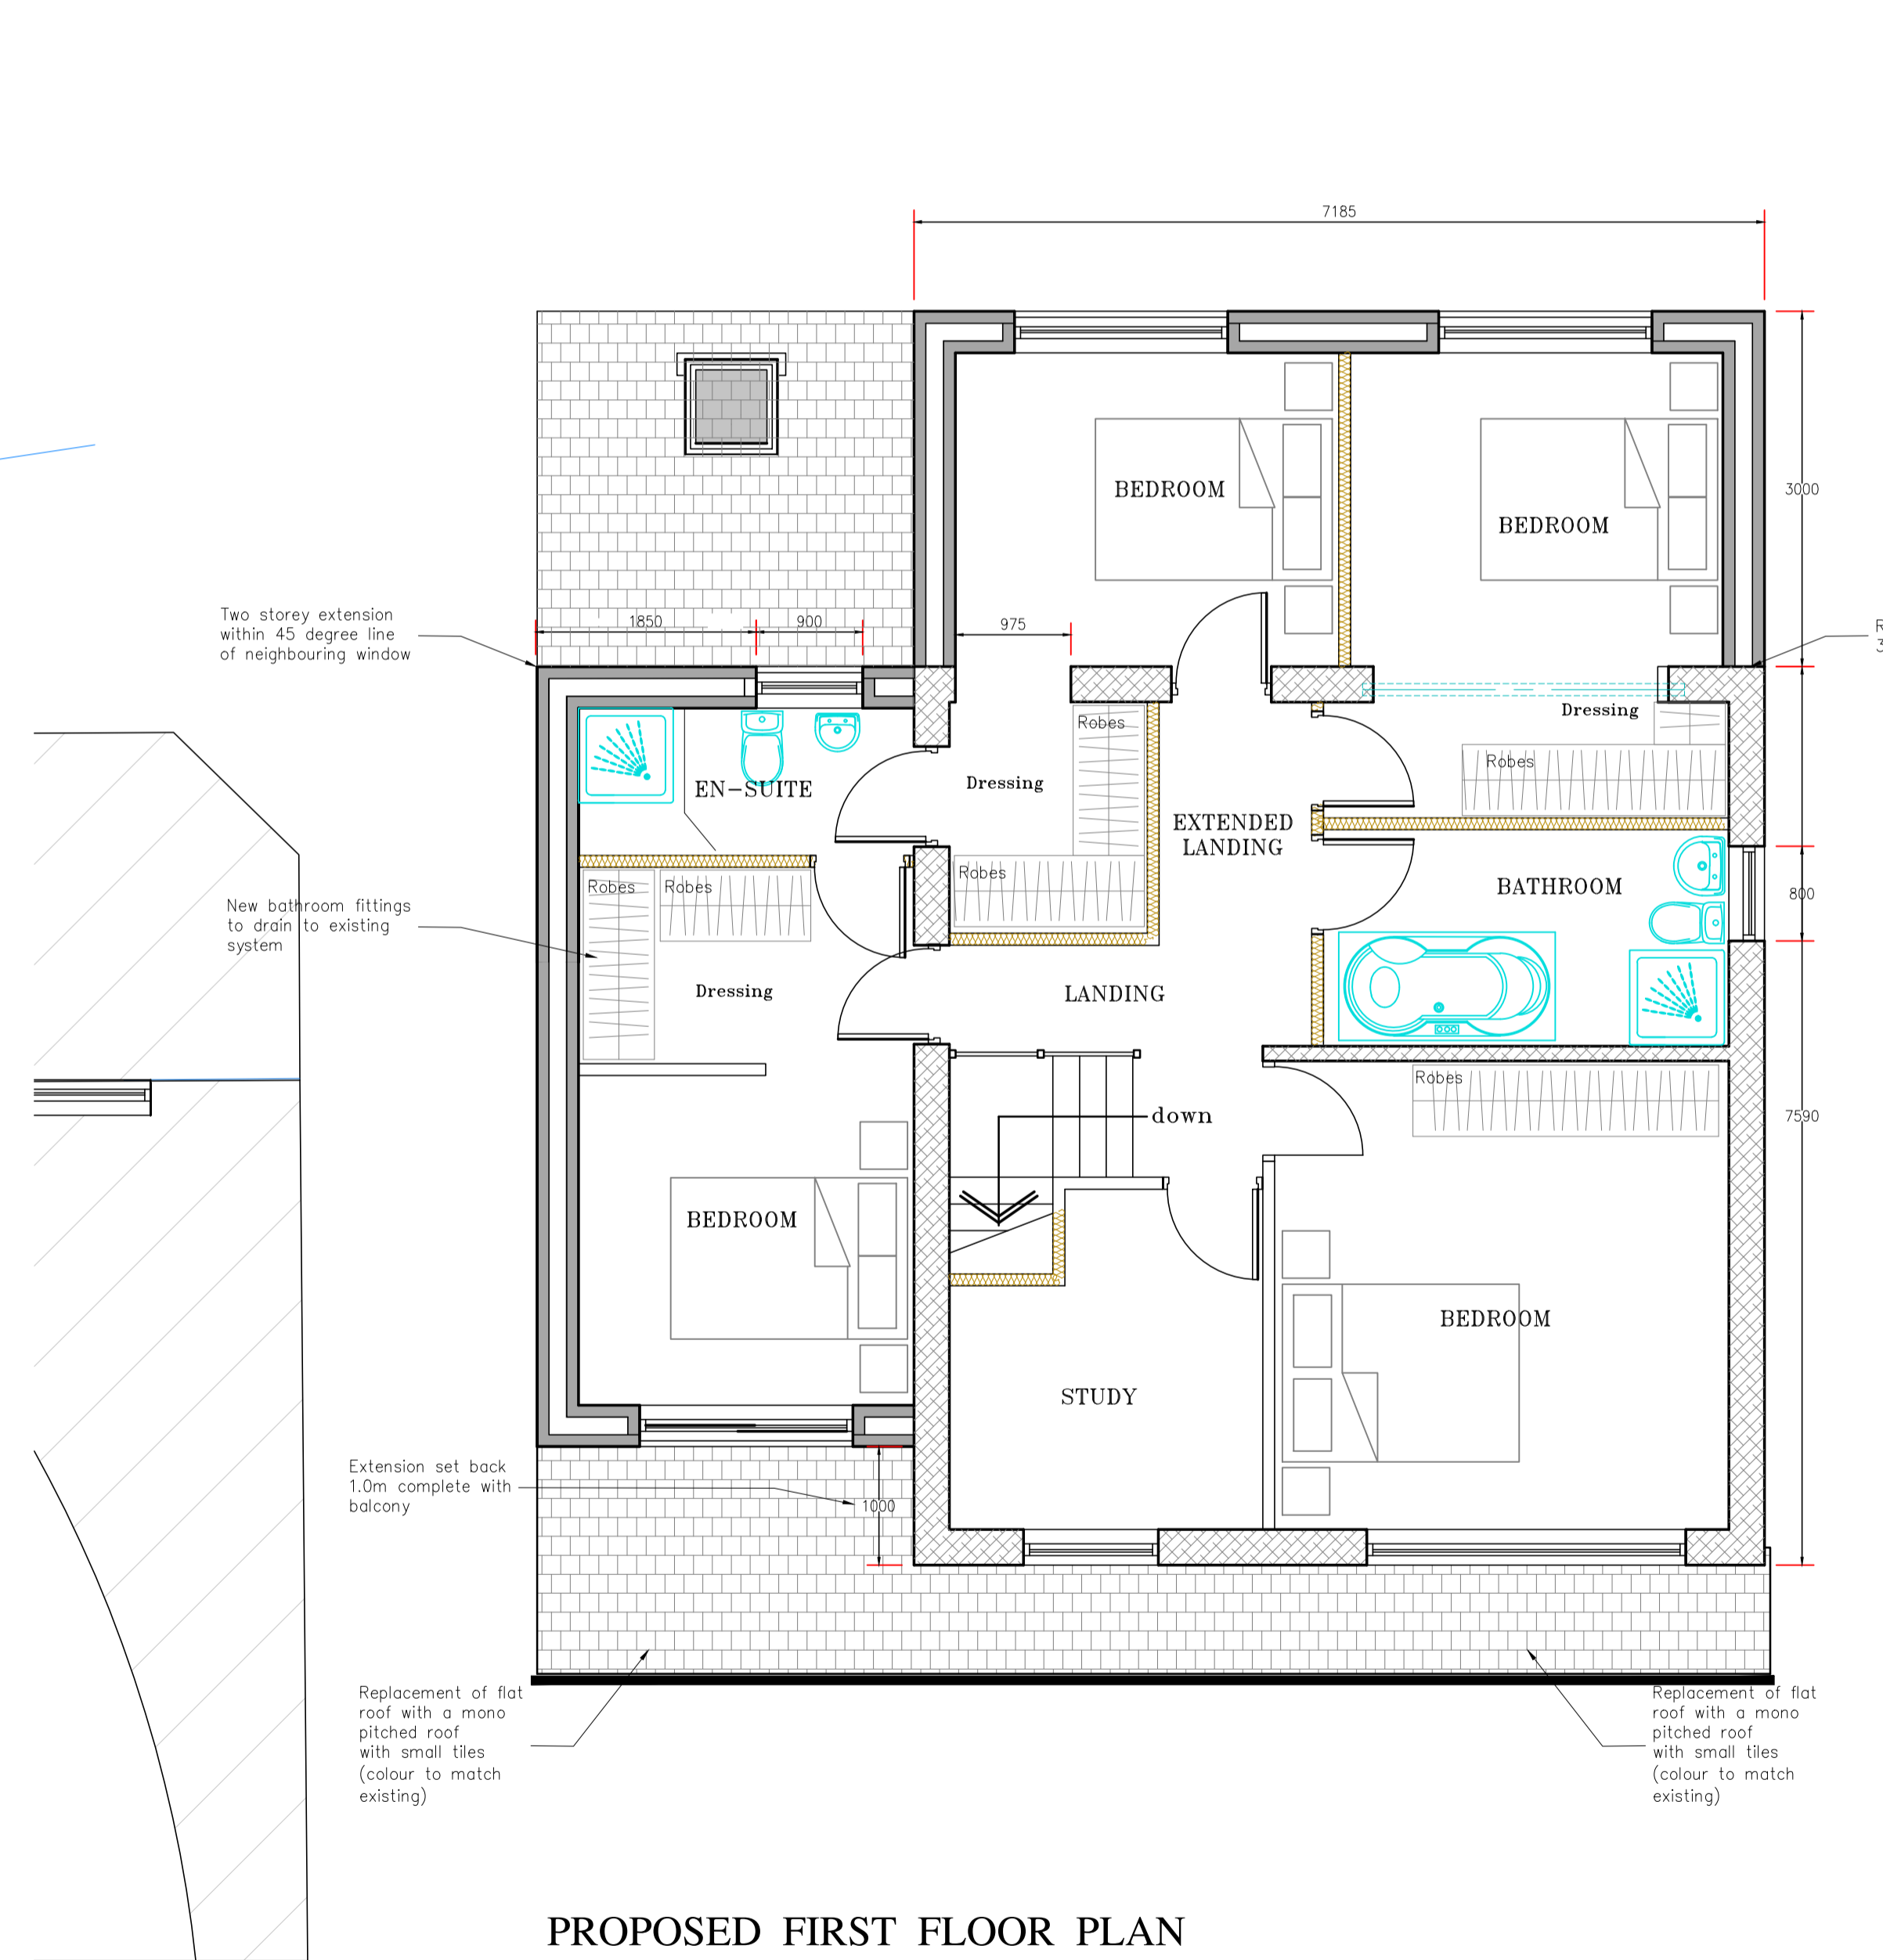 7185
BEDROOM
BEDROOM
3000
Two storey extension
within 45 degree line
of neighbouring window
1850
900
975
R
3
Robes
Dressing
Robes
EN-SUITE
Dressing
EXTENDED
LANDING
Robes
Robes
Robes
BATHROOM
800
New bathroom fittings
to drain to existing
system
Dressing
LANDING
Robes
down
7590
BEDROOM
BEDROOM
STUDY
Extension set back
1.0m complete with
balcony
1000
Replacement of flat
roof with a mono
pitched roof
with small tiles
(colour to match
existing)
Replacement of flat
roof with a mono
pitched roof
with small tiles
(colour to match
existing)
PROPOSED FIRST FLOOR PLAN